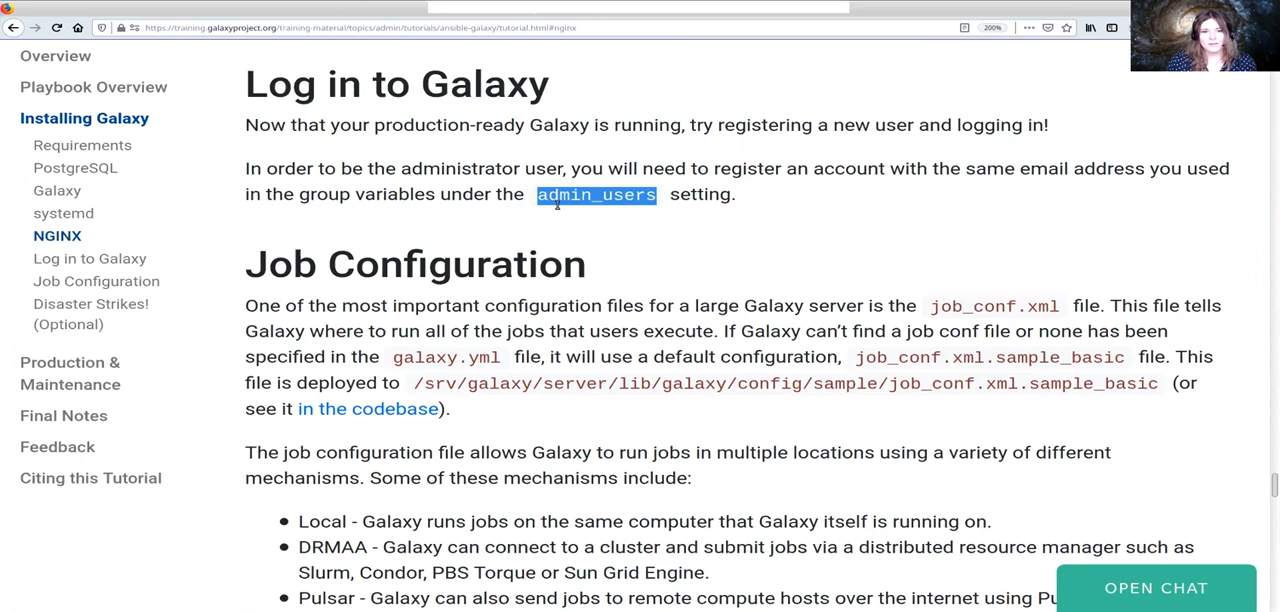 https://training.galaxyproject.org/training-material/topics/admin/tutorials/ansible-galaxy/tutorial.html#nginx
200%
Overview
Playbook Overview
Installing Galaxy
Requirements
PostgreSQL
Galaxy
systemd
NGINX
Log in to Galaxy
Job Configuration
Disaster Strikes!
(Optional)
Production &
Maintenance
Final Notes
Feedback
Citing this Tutorial
Log in to Galaxy
Now that your production-ready Galaxy is running, try registering a new user and logging in!
In order to be the administrator user, you will need to register an account with the same email address you used
in the group variables under the admin_users setting.
Job Configuration
One of the most important configuration files for a large Galaxy server is the job_conf.xml file. This file tells
Galaxy where to run all of the jobs that users execute. If Galaxy can’t find a job conf file or none has been
specified in the galaxy.yml file, it will use a default configuration, job_conf.xml.sample_basic file. This
file is deployed to /srv/galaxy/server/lib/galaxy/config/sample/job_conf.xml.sample_basic (or
see it in the codebase).
The job configuration file allows Galaxy to run jobs in multiple locations using a variety of different
mechanisms. Some of these mechanisms include:
Local - Galaxy runs jobs on the same computer that Galaxy itself is running on.
DRMAA - Galaxy can connect to a cluster and submit jobs via a distributed resource manager such as
Slurm, Condor, PBS Torque or Sun Grid Engine.
Pulsar - Galaxy can also send jobs to remote compute hosts over the internet using Pu
OPEN CHAT